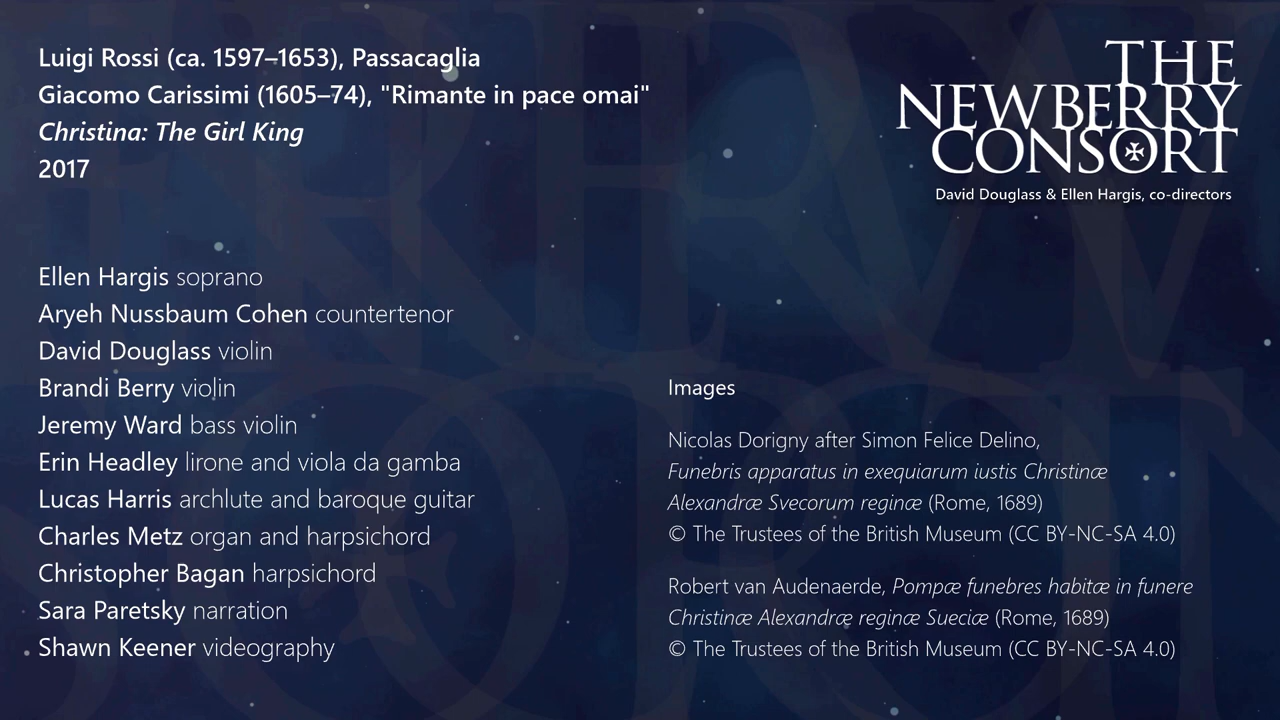 Luigi Rossi (ca. 1597–1653), Passacaglia
Giacomo Carissimi (1605–74), "Rimante in pace omai"
Christina: The Girl King
2017
THE
NEWBERRY
CONSORT
David Douglass & Ellen Hargis, co-directors
Ellen Hargis soprano
Aryeh Nussbaum Cohen countertenor
David Douglass violin
Brandi Berry violin
Jeremy Ward bass violin
Erin Headley lirone and viola da gamba
Lucas Harris archlute and baroque guitar
Charles Metz organ and harpsichord
Christopher Bagan harpsichord
Sara Paretsky narration
Shawn Keener videography
Images
Nicolas Dorigny after Simon Felice Delino,
Funebris apparatus in exequiarum iustis Christinæ
Alexandræ Svecorum reginæ (Rome, 1689)
© The Trustees of the British Museum (CC BY-NC-SA 4.0)
Robert van Audenaerde, Pompæ funebres habitæ in funere
Christinæ Alexandrę reginæ Sueciæ (Rome, 1689)
© The Trustees of the British Museum (CC BY-NC-SA 4.0)